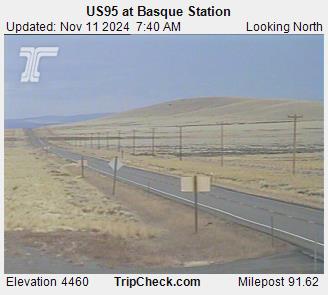 US95 at Basque Station
Updated: Nov 11 2024 7:40 AM Looking North
Elevation 4460 TripCheck.com Milepost 91.62